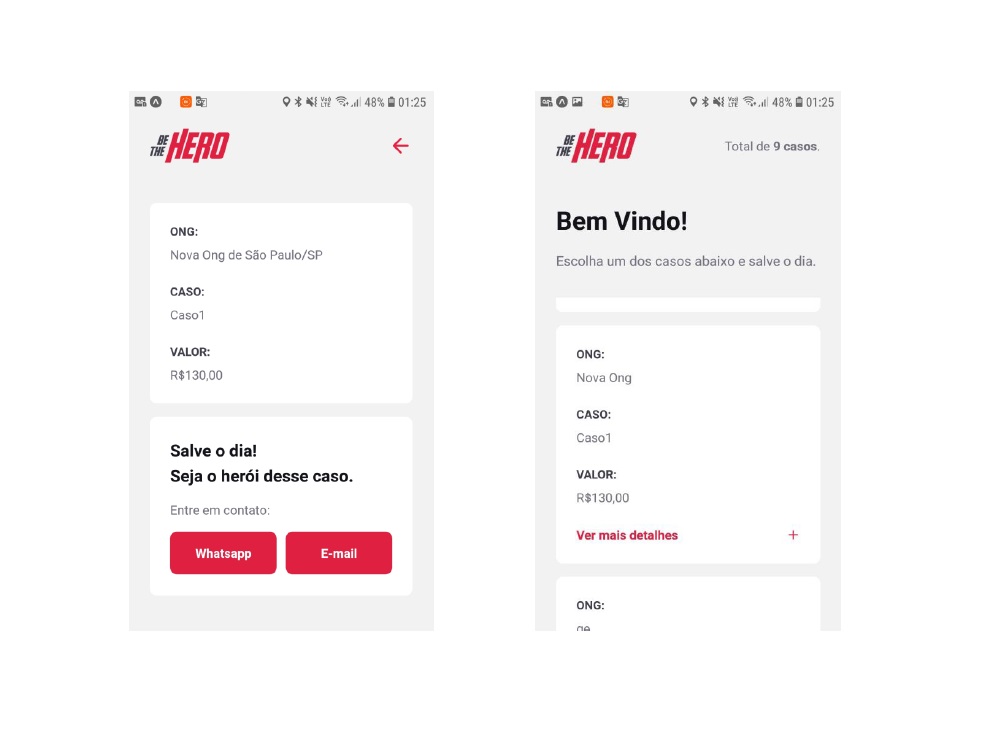 48% 01:25
BE THE HERO
ONG:
Nova Ong de São Paulo/SP
CASO:
Caso1
VALOR:
R$130,00
Salve o dia!
Seja o herói desse caso.
Entre em contato:
Whatsapp
E-mail
48% 01:25
BE THE HERO
Total de 9 casos.
Bem Vindo!
Escolha um dos casos abaixo e salve o dia.
ONG:
Nova Ong
CASO:
Caso1
VALOR:
R$130,00
Ver mais detalhes +
ONG: